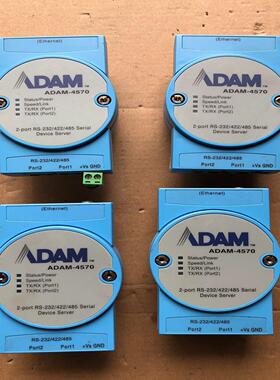 (Ethernet)
ADAM™
ADAM-4570
Status/Power
Speed/Link
TX/RX (Port1)
TX/RX (Port2)
2-port RS-232/422/485 Serial
Device Server
RS-232/422/485
Port2 Port1 +Vs GND
(Ethernet)
ADAM™
ADAM-4570
Status/Power
Speed/Link
TX/RX (Port1)
TX/RX (Port2)
2-port RS-232/422/485 Serial
Device Server
RS-232/422/485
Port2 Port1 +Vs GND
(Ethernet)
ADAM™
ADAM-4570
Status/Power
Speed/Link
TX/RX (Port1)
TX/RX (Port2)
2-port RS-232/422/485 Serial
Device Server
RS-232/422/485
Port2 Port1 +Vs GND
(Ethernet)
ADAM™
ADAM-4570
Status/Power
Speed/Link
TX/RX (Port1)
TX/RX (Port2)
2-port RS-232/422/485 Serial
Device Server
RS-232/422/485
Port2 Port1 +Vs GND